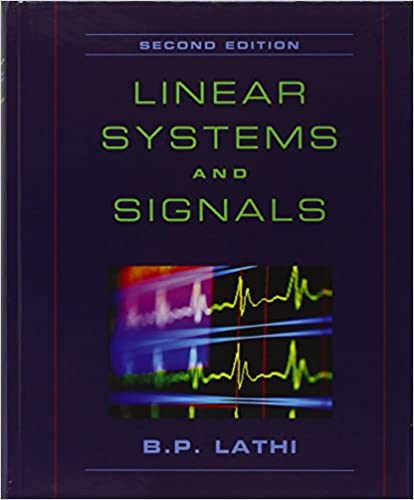 SECOND EDITION
LINEAR
SYSTEMS
AND
SIGNALS
B.P. LATHI